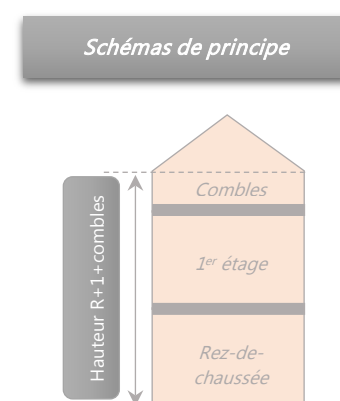 Schémas de principe
Combles
1er étage
Rez-de-
chaussée
Hauteur R+1+combles